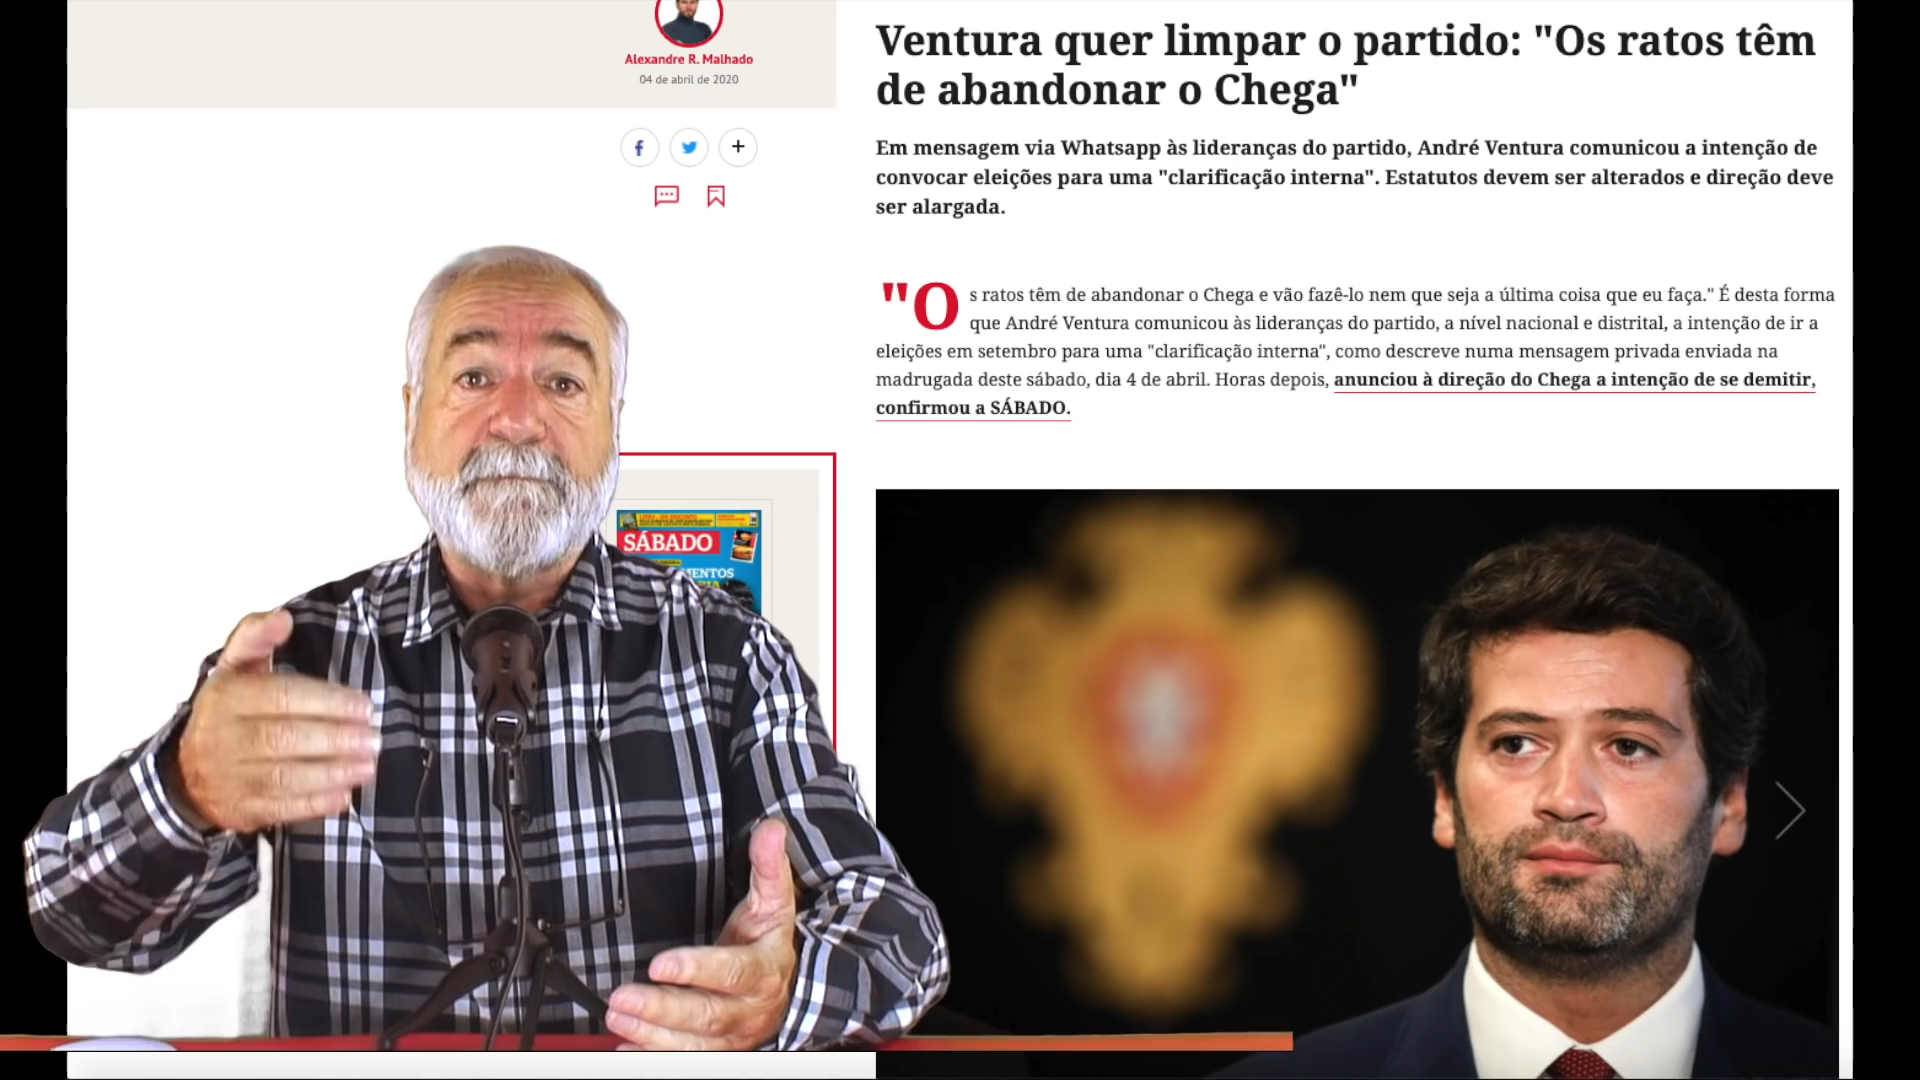 Alexandre R. Malhado
04 de abril de 2020
Ventura quer limpar o partido: "Os ratos têm
de abandonar o Chega"
Em mensagem via Whatsapp às lideranças do partido, André Ventura comunicou a intenção de
convocar eleições para uma "clarificação interna". Estatutos devem ser alterados e direção deve
ser alargada.
"Os ratos têm de abandonar o Chega e vão fazê-lo nem que seja a última coisa que eu faça." É desta forma
que André Ventura comunicou às lideranças do partido, a nível nacional e distrital, a intenção de ir a
eleições em setembro para uma "clarificação interna", como descreve numa mensagem privada enviada na
madrugada deste sábado, dia 4 de abril. Horas depois, anunciou à direção do Chega a intenção de se demitir,
confirmou a SÁBADO.
SÁBADO